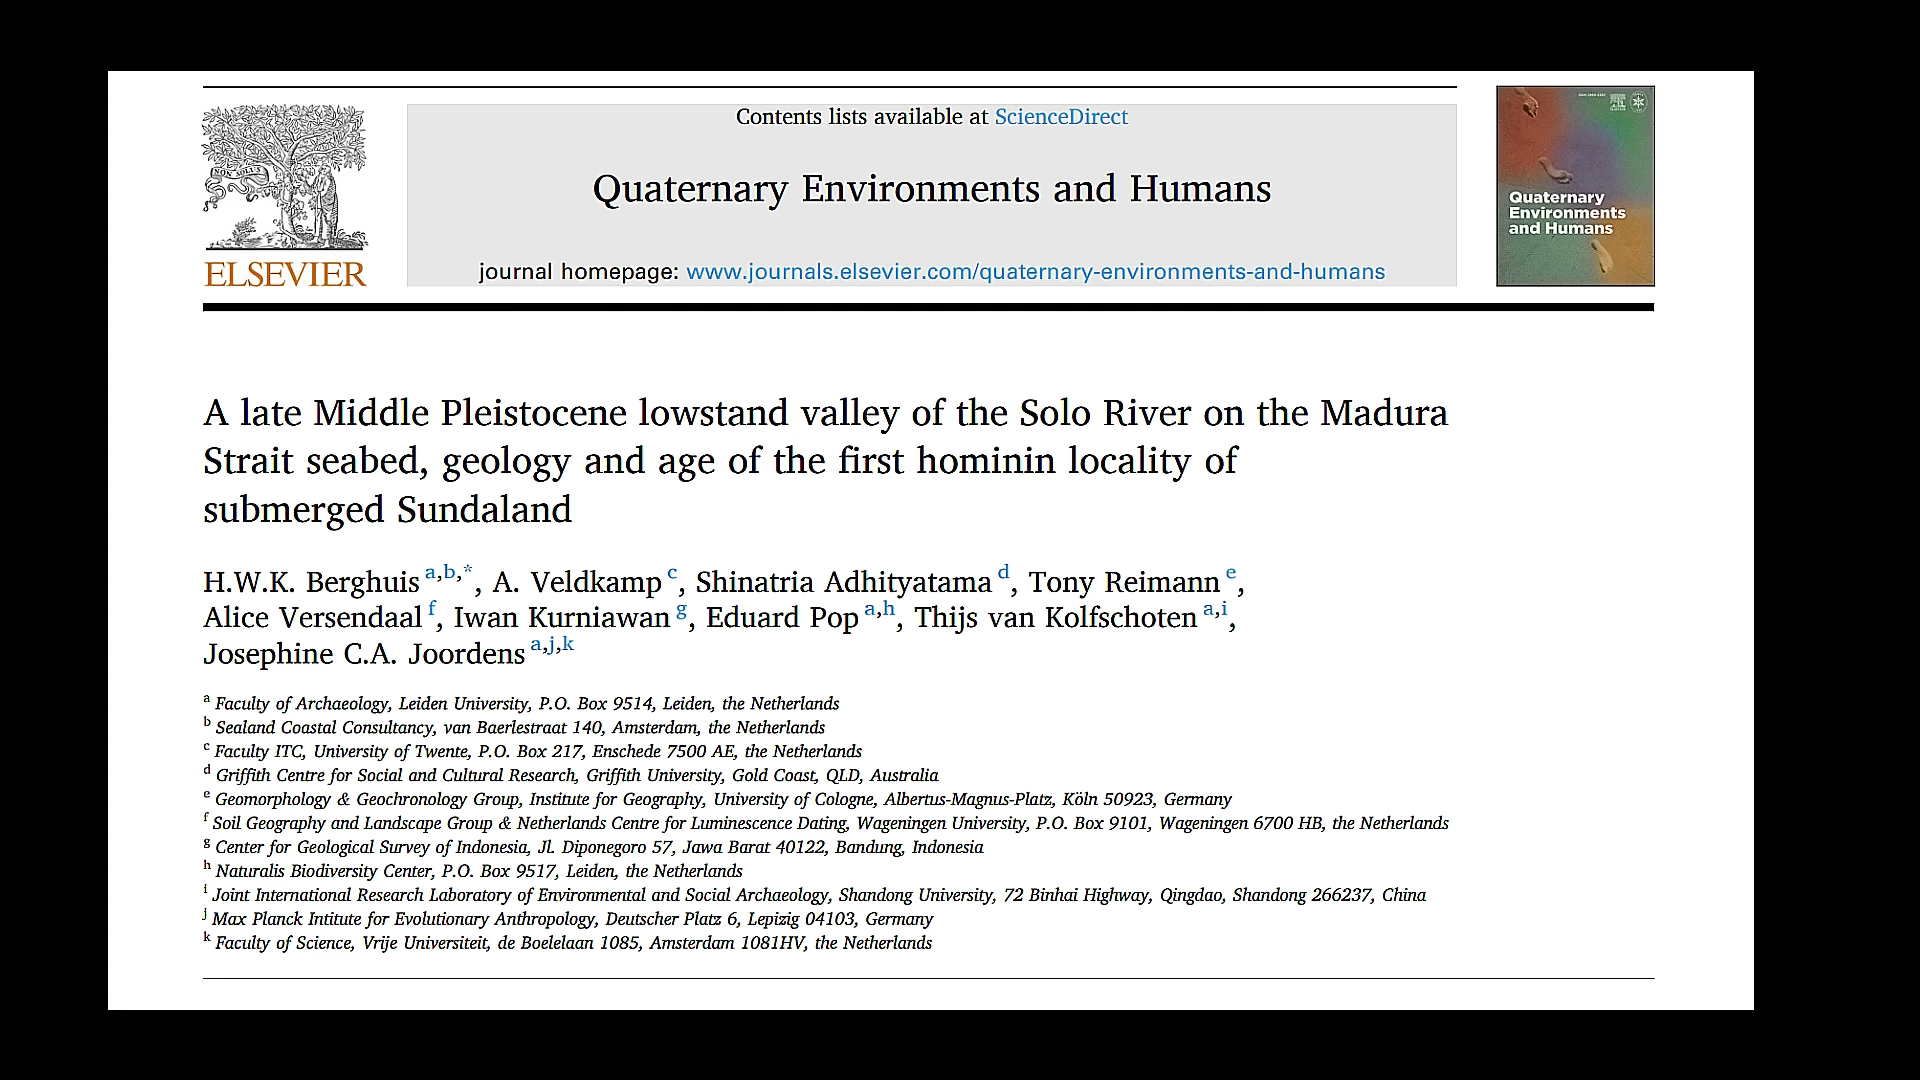 Contents lists available at ScienceDirect
Quaternary Environments and Humans
journal homepage: www.journals.elsevier.com/quaternary-environments-and-humans
NON SOLUS
ELSEVIER
Quaternary
Environments
and Humans
A late Middle Pleistocene lowstand valley of the Solo River on the Madura
Strait seabed, geology and age of the first hominin locality of
submerged Sundaland
H.W.K. Berghuis a,b,*, A. Veldkamp c, Shinatria Adhityatama d, Tony Reimann e,
Alice Versendaal f, Iwan Kurniawan g, Eduard Pop a,h, Thijs van Kolfschoten a,i,
Josephine C.A. Joordens a,j,k
a Faculty of Archaeology, Leiden University, P.O. Box 9514, Leiden, the Netherlands
b Sealand Coastal Consultancy, van Baerlestraat 140, Amsterdam, the Netherlands
c Faculty ITC, University of Twente, P.O. Box 217, Enschede 7500 AE, the Netherlands
d Griffith Centre for Social and Cultural Research, Griffith University, Gold Coast, QLD, Australia
e Geomorphology & Geochronology Group, Institute for Geography, University of Cologne, Albertus-Magnus-Platz, Köln 50923, Germany
f Soil Geography and Landscape Group & Netherlands Centre for Luminescence Dating, Wageningen University, P.O. Box 9101, Wageningen 6700 HB, the Netherlands
g Center for Geological Survey of Indonesia, Jl. Diponegoro 57, Jawa Barat 40122, Bandung, Indonesia
h Naturalis Biodiversity Center, P.O. Box 9517, Leiden, the Netherlands
i Joint International Research Laboratory of Environmental and Social Archaeology, Shandong University, 72 Binhai Highway, Qingdao, Shandong 266237, China
j Max Planck Intitute for Evolutionary Anthropology, Deutscher Platz 6, Lepizig 04103, Germany
k Faculty of Science, Vrije Universiteit, de Boelelaan 1085, Amsterdam 1081HV, the Netherlands